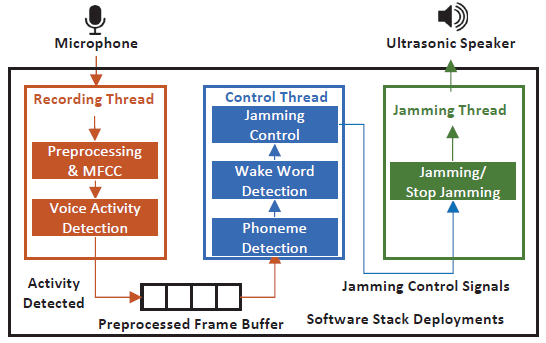 Microphone
Ultrasonic Speaker
Recording Thread
Preprocessing
& MFCC
Voice Activity
Detection
Control Thread
Jamming
Control
Wake Word
Detection
Phoneme
Detection
Jamming Thread
Jamming/
Stop Jamming
Activity
Detected
Jamming Control Signals
Preprocessed Frame Buffer
Software Stack Deployments